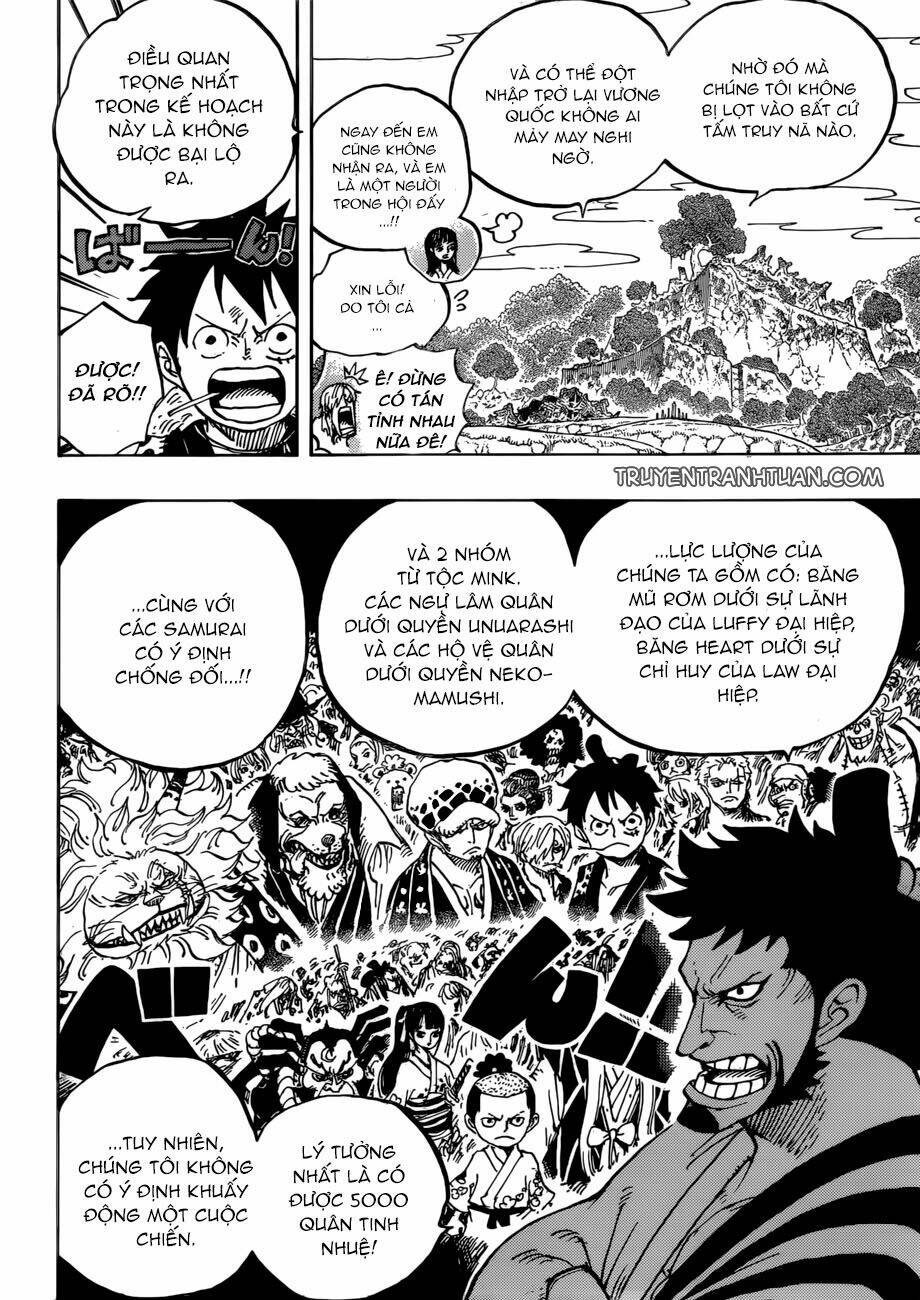 NHỜ ĐÓ MÀ
CHÚNG TÔI KHÔNG
BỊ LỌT VÀO BẤT CỨ
TẤM TRUY NÃ NÀO.
VÀ CÓ THỂ ĐỘT
NHẬP TRỞ LẠI VƯƠNG
QUỐC KHÔNG AI
MẢY MAY NGHI
NGỜ.
NGAY ĐẾN EM
CŨNG KHÔNG
NHẬN RA, VÀ EM
LÀ MỘT NGƯỜI
TRONG HỘI ĐẤY
...!!
XIN LỖI!
DO TÔI CẢ
...
Ê! ĐỪNG
CÓ TÁN
TỈNH NHAU
NỮA ĐÊ!
ĐIỀU QUAN
TRỌNG NHẤT
TRONG KẾ HOẠCH
NÀY LÀ KHÔNG
ĐƯỢC BẠI LỘ
RA.
ばーん!
ĐƯỢC!
ĐÃ RÕ!!
TRUYENTRANHTUAN.COM
...LỰC LƯỢNG CỦA
CHÚNG TA GỒM CÓ: BĂNG
MŨ RƠM DƯỚI SỰ LÃNH
ĐẠO CỦA LUFFY ĐẠI HIỆP,
BĂNG HEART DƯỚI SỰ
CHỈ HUY CỦA LAW ĐẠI
HIỆP.
VÀ 2 NHÓM
TỪ TỘC MINK.
CÁC NGỰ LÂM QUÂN
DƯỚI QUYỀN UNUARASHI
VÀ CÁC HỘ VỆ QUÂN
DƯỚI QUYỀN NEKO-
MAMUSHI.
...CÙNG VỚI
CÁC SAMURAI
CÓ Ý ĐỊNH
CHỐNG ĐỐI...!!
LÝ TƯỞNG
NHẤT LÀ CÓ
ĐƯỢC 5000
QUÂN TINH
NHUỆ!
...TUY NHIÊN,
CHÚNG TÔI KHÔNG
CÓ Ý ĐỊNH KHUẤY
ĐỘNG MỘT CUỘC
CHIẾN.